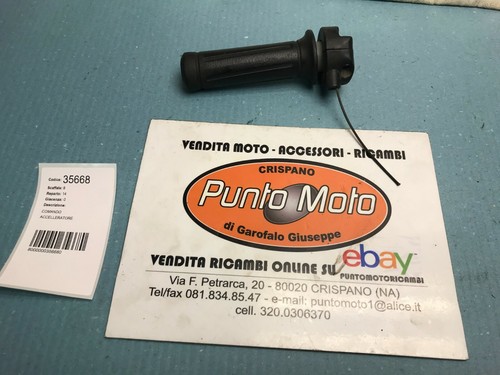 VENDITA MOTO - ACCESSORI - RICAMBI
CRISPANO
Punto Moto
di Garofalo Giuseppe
VENDITA RICAMBI ONLINE SU ebay
PUNTOMOTORICAMBI
Via F. Petrarca, 20 - 80020 CRISPANO (NA)
Tel/fax 081.834.85.47 - e-mail: puntomoto1@alice.it
cell. 320.0306370
Codice: 35668
Scaffale: 8
Reparto: 14
Giacenza: 0
Descrizione:
COMANDO
ACCELLERATORE